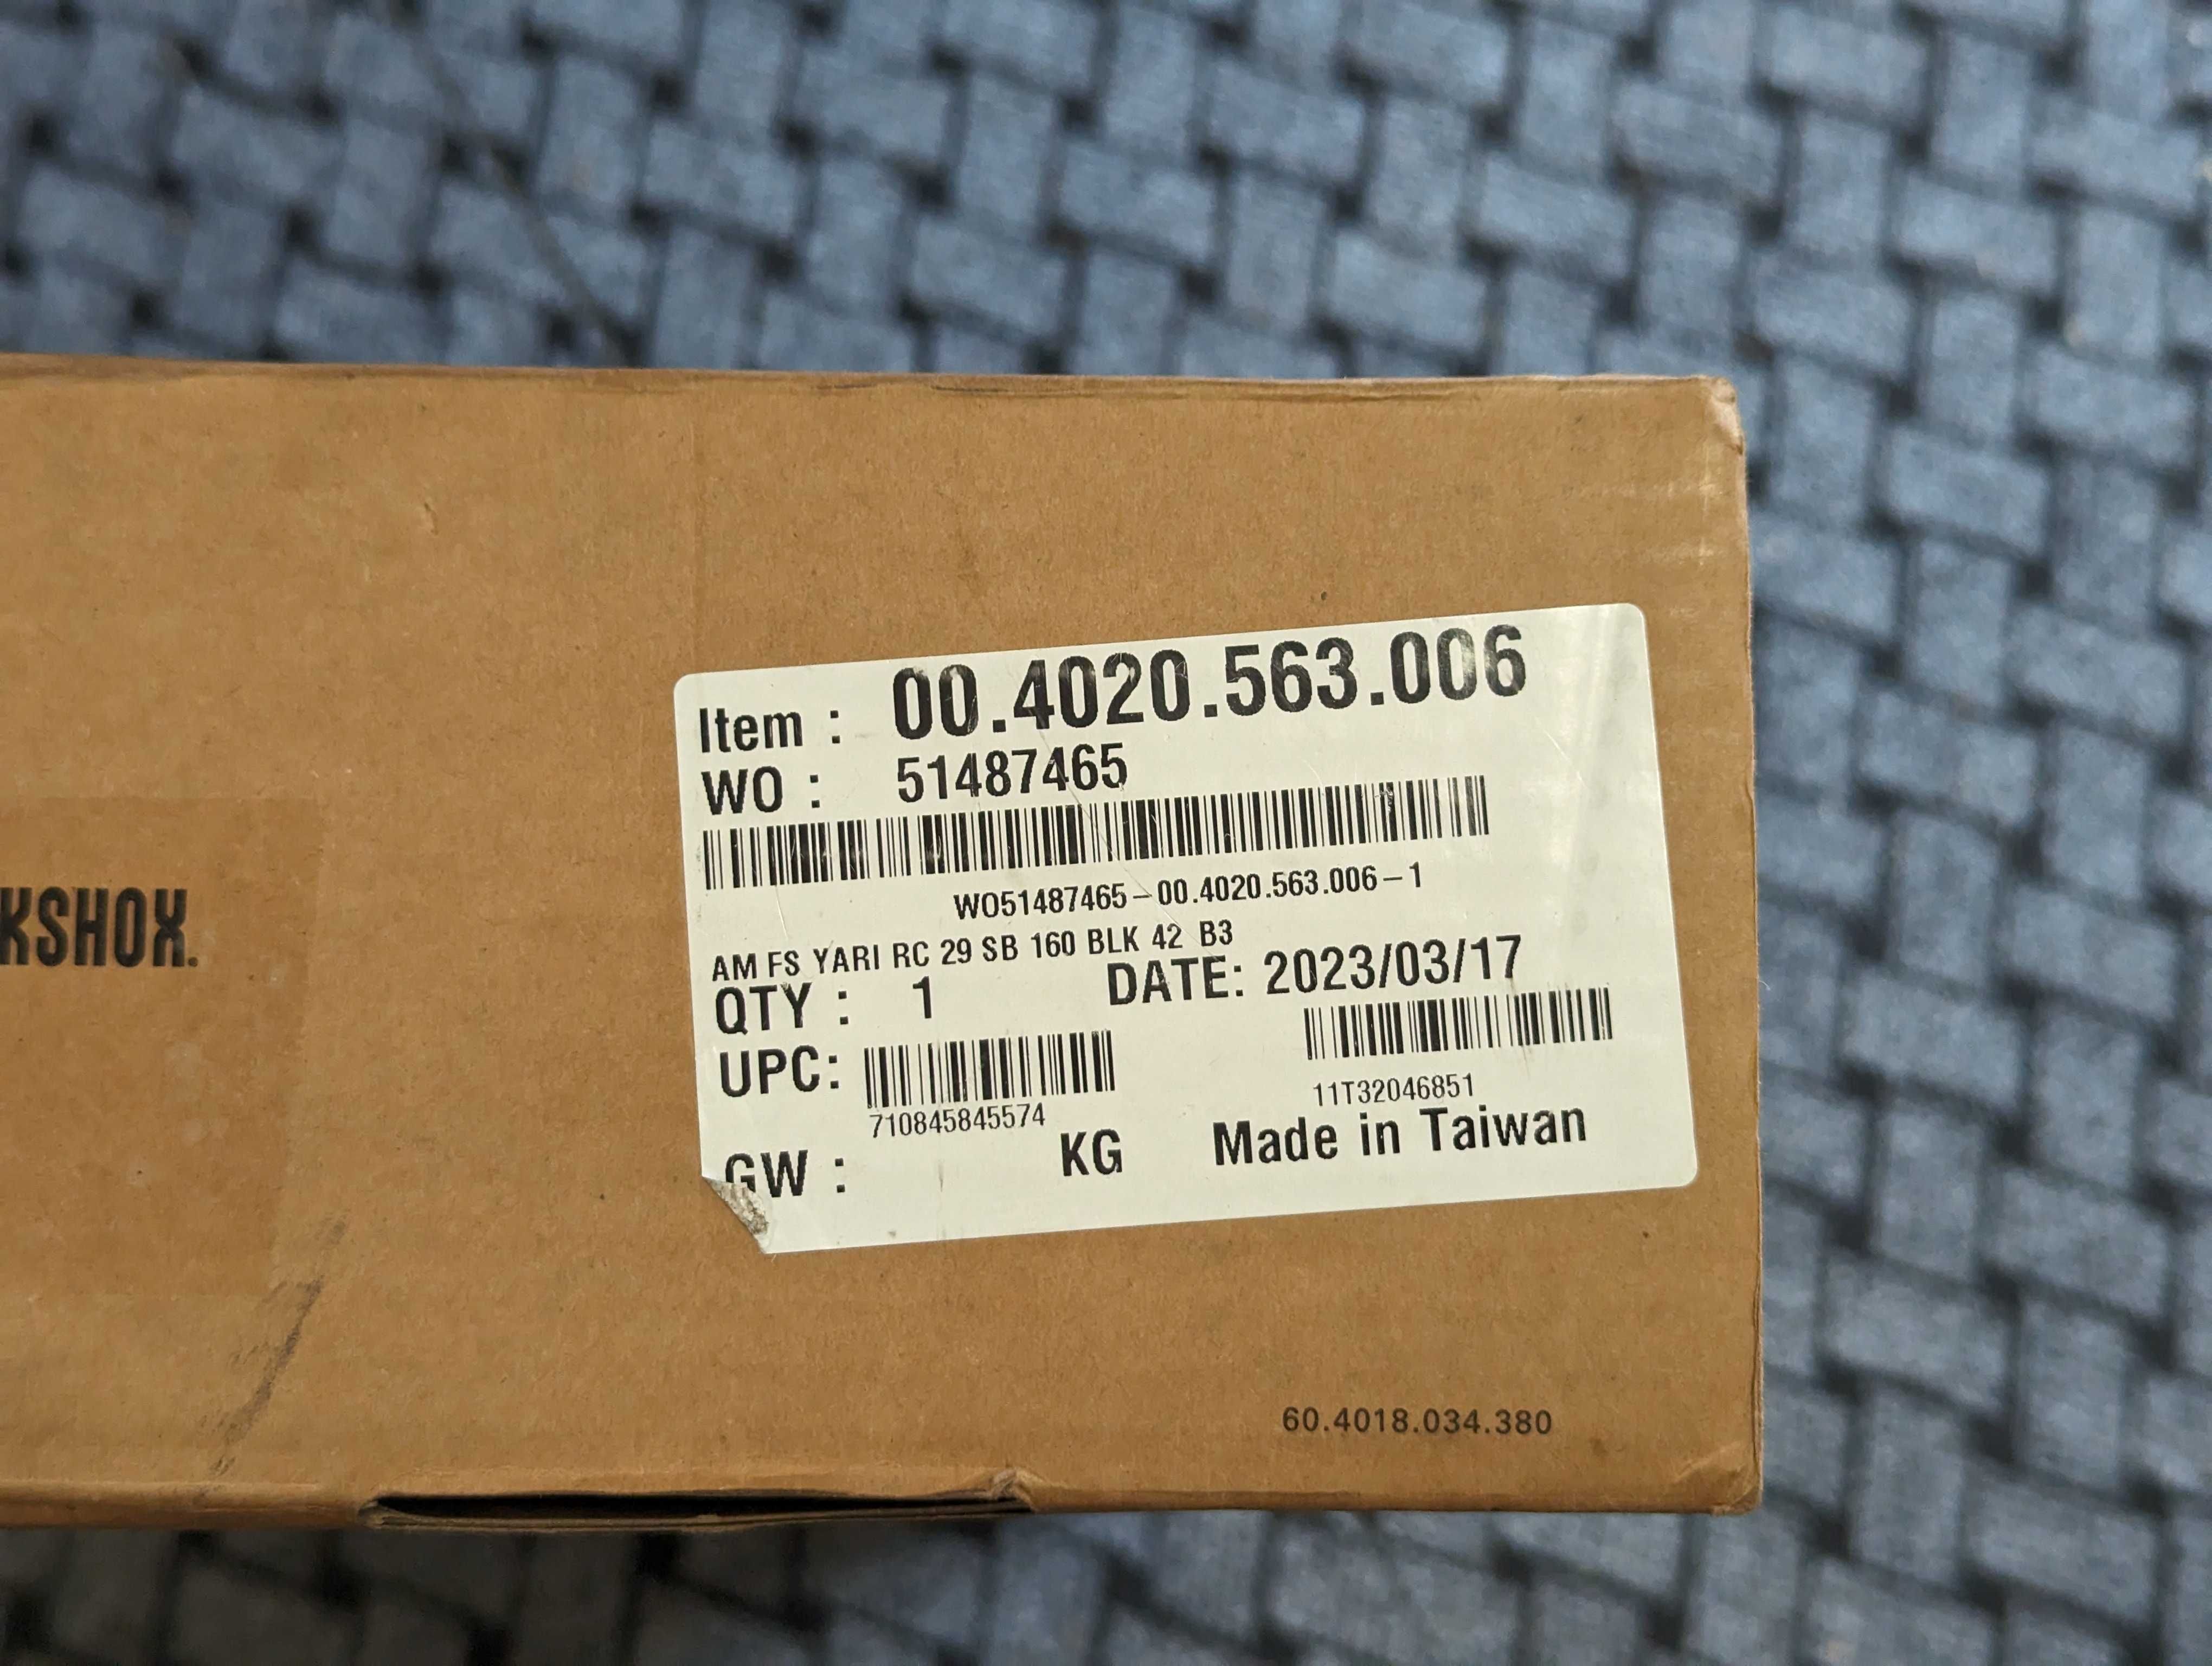 Item : 00.4020.563.006
WO : 51487465
WO51487465-00.4020.563.006-1
KSHOX.
AM FS YARI RC 29 SB 160 BLK 42 B3
QTY : 1 DATE: 2023/03/17
UPC:
710845845574
11T32046851
GW : KG Made in Taiwan
60.4018.034.380